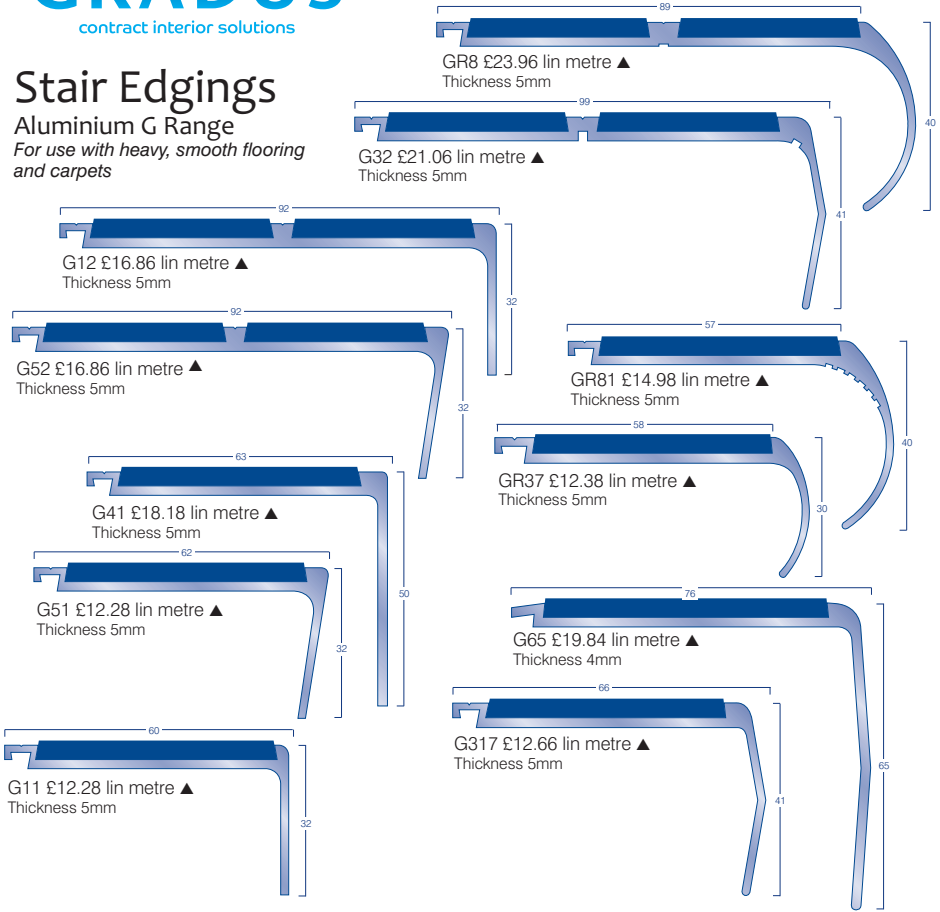 GRADUS
contract interior solutions
Stair Edgings
Aluminium G Range
For use with heavy, smooth flooring
and carpets
89
GR8 £23.96 lin metre ▲
Thickness 5mm
40
99
G32 £21.06 lin metre ▲
Thickness 5mm
41
92
G12 £16.86 lin metre ▲
Thickness 5mm
32
92
G52 £16.86 lin metre ▲
Thickness 5mm
32
57
GR81 £14.98 lin metre ▲
Thickness 5mm
40
58
GR37 £12.38 lin metre ▲
Thickness 5mm
30
63
G41 £18.18 lin metre ▲
Thickness 5mm
50
62
G51 £12.28 lin metre ▲
Thickness 5mm
32
76
G65 £19.84 lin metre ▲
Thickness 4mm
65
66
G317 £12.66 lin metre ▲
Thickness 5mm
41
60
G11 £12.28 lin metre ▲
Thickness 5mm
32